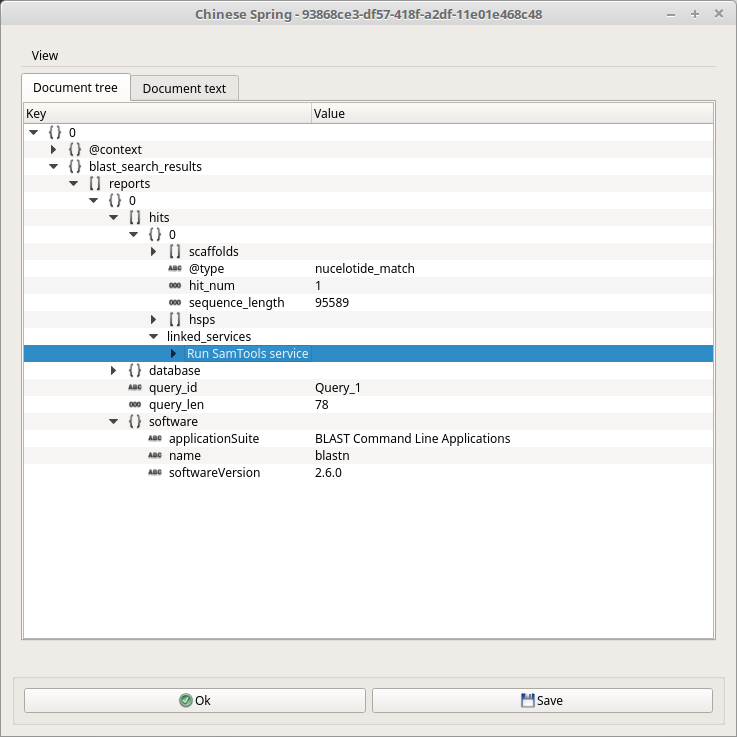 Chinese Spring - 93868ce3-df57-418f-a2df-11e01e468c48
View
Document tree Document text
Key Value
{} 0
{} @context
{} blast_search_results
[] reports
{} 0
[] hits
{} 0
[] scaffolds
ABC @type nucelotide_match
000 hit_num 1
000 sequence_length 95589
[] hsps
linked_services
Run SamTools service
{} database
ABC query_id Query_1
000 query_len 78
{} software
ABC applicationSuite BLAST Command Line Applications
ABC name blastn
ABC softwareVersion 2.6.0
Ok Save